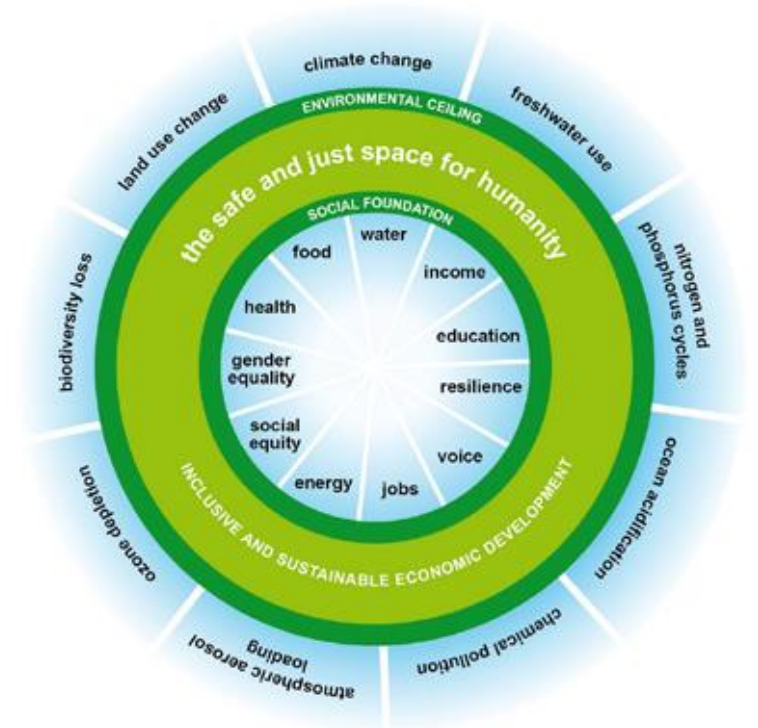 climate change
freshwater use
nitrogen and
phosphorus cycles
ocean acidification
chemical pollution
atmospheric aerosol
loading
ozone depletion
biodiversity loss
land use change
ENVIRONMENTAL CEILING
the safe and just space for humanity
SOCIAL FOUNDATION
water
income
education
resilience
voice
jobs
energy
social
equity
gender
equality
health
food
INCLUSIVE AND SUSTAINABLE ECONOMIC DEVELOPMENT